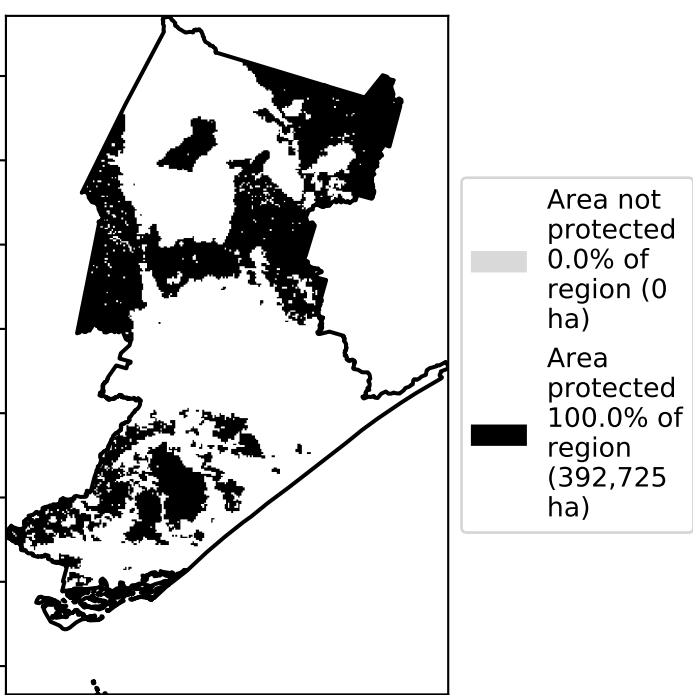 Area not
protected
0.0% of
region (0
ha)
Area
protected
100.0% of
region
(392,725
ha)